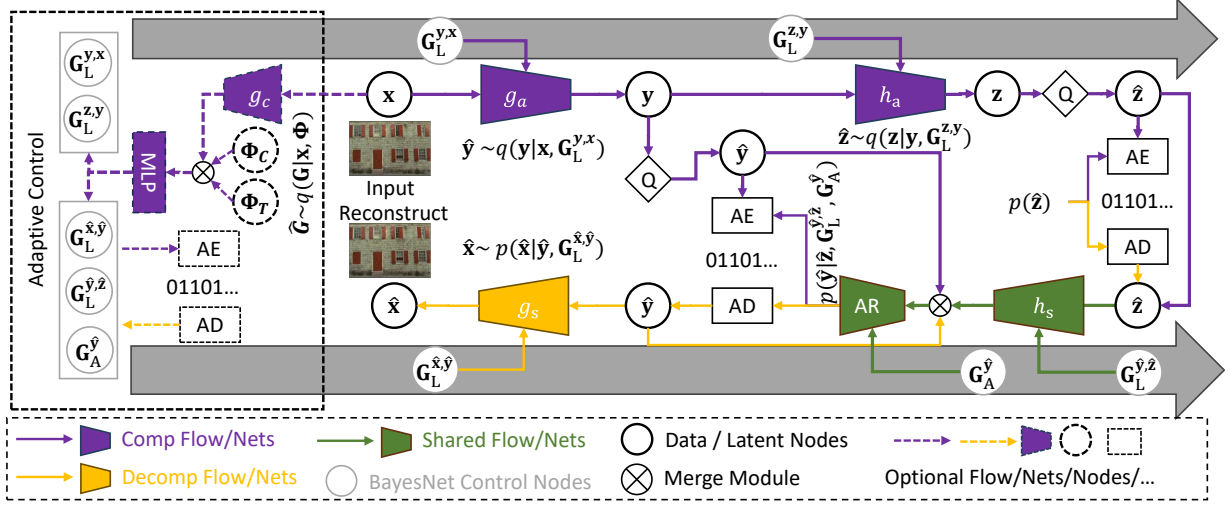 Adaptive Control
G_L^{y,x}
G_L^{z,y}
MLP
g_c
Φ_C
Φ_T
Ĝ~q(G|x, Φ)
G_L^{x̂,ŷ}
G_L^{ŷ,ẑ}
G_A^{ŷ}
AE
01101...
AD
G_L^{y,x}
G_L^{z,y}
x
g_a
y
h_a
z
Q
ẑ
ŷ ~q(y|x, G_L^{y,x})
ẑ~q(z|y, G_L^{z,y})
Input
Q
ŷ
AE
AE
p(ẑ)
01101...
AD
Reconstruct
x̂~ p(x̂|ŷ, G_L^{x̂,ŷ})
01101...
p(ŷ|ẑ, G_L^{ŷ,ẑ}, G_A^{ŷ})
x̂
g_s
ŷ
AD
AR
h_s
ẑ
G_L^{x̂,ŷ}
G_A^{ŷ}
G_L^{ŷ,ẑ}
Comp Flow/Nets
Shared Flow/Nets
Data / Latent Nodes
Decomp Flow/Nets
BayesNet Control Nodes
Merge Module
Optional Flow/Nets/Nodes/...